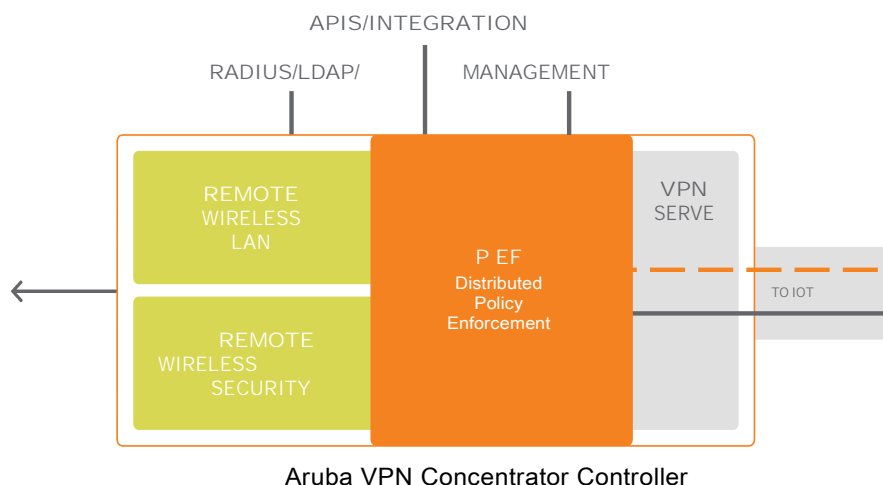 APIS/INTEGRATION
RADIUS/LDAP/
MANAGEMENT
REMOTE
WIRELESS
LAN
VPN
SERVE
P EF
Distributed
Policy
Enforcement
TO IOT
REMOTE
WIRELESS
SECURITY
Aruba VPN Concentrator Controller